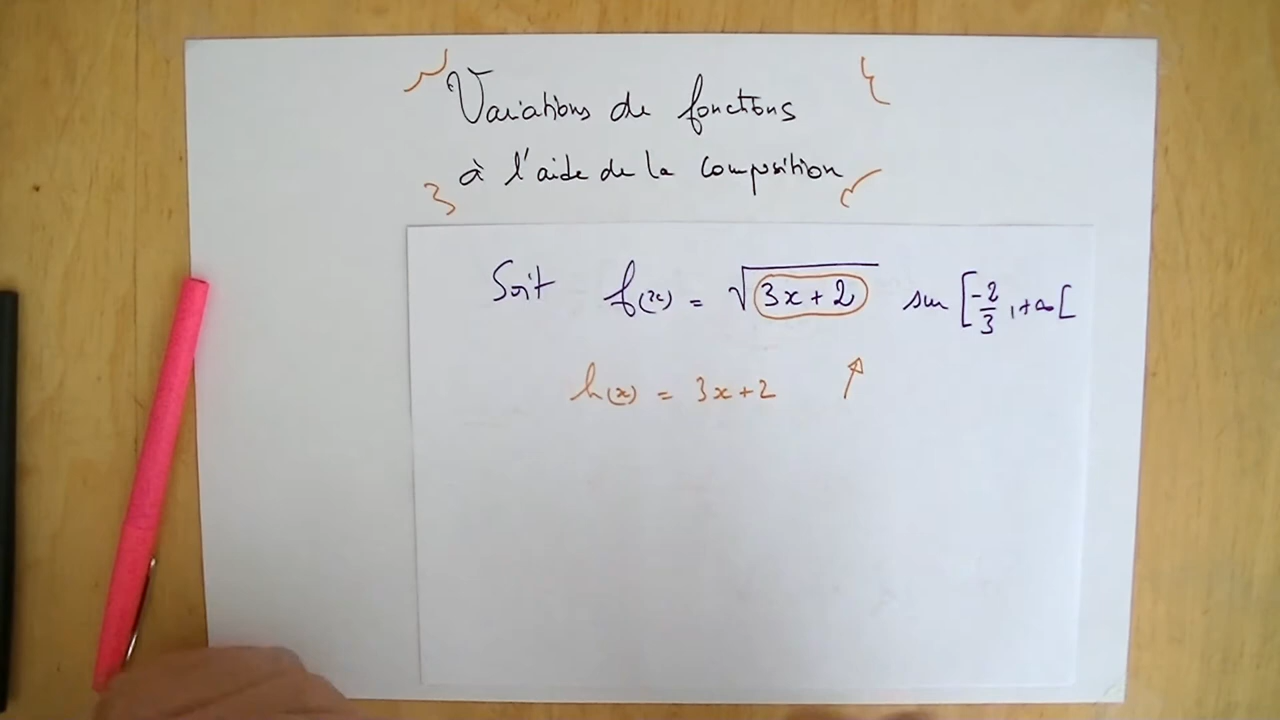 Variations de fonctions
à l'aide de la composition
Soit f(x) = √(3x + 2) sur [-2/3, +∞[
h(x) = 3x+2 ↑